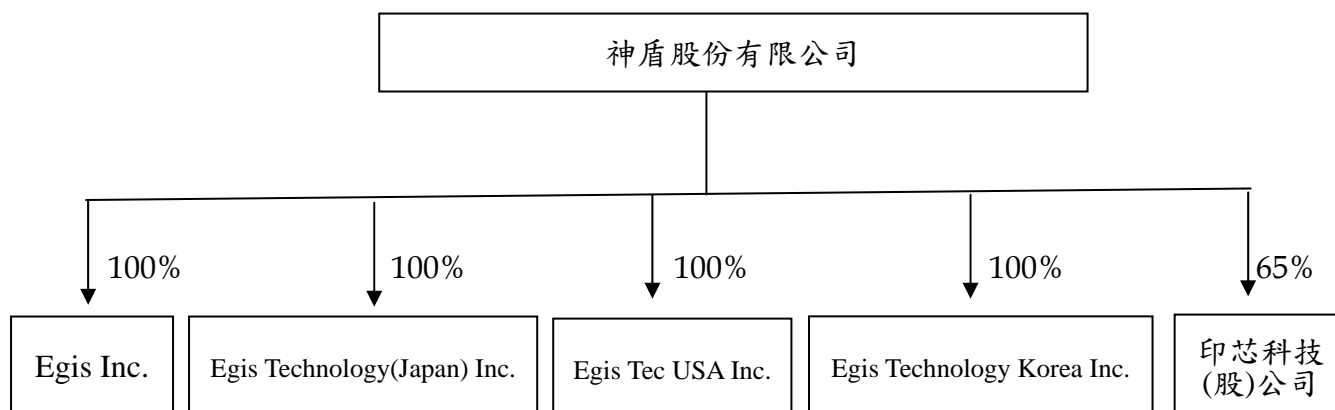 神盾股份有限公司
100%
100%
100%
100%
65%
Egis Inc.
Egis Technology(Japan) Inc.
Egis Tec USA Inc.
Egis Technology Korea Inc.
印芯科技
(股)公司